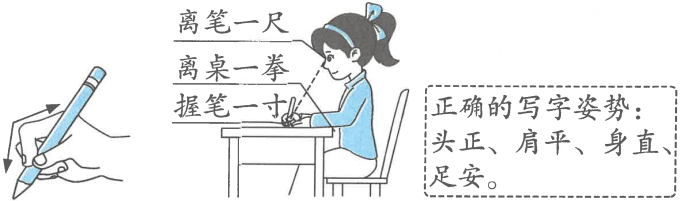 离笔一尺
离桌一拳
握笔一寸
正确的写字姿势：
头正、肩平、身直、
足安。